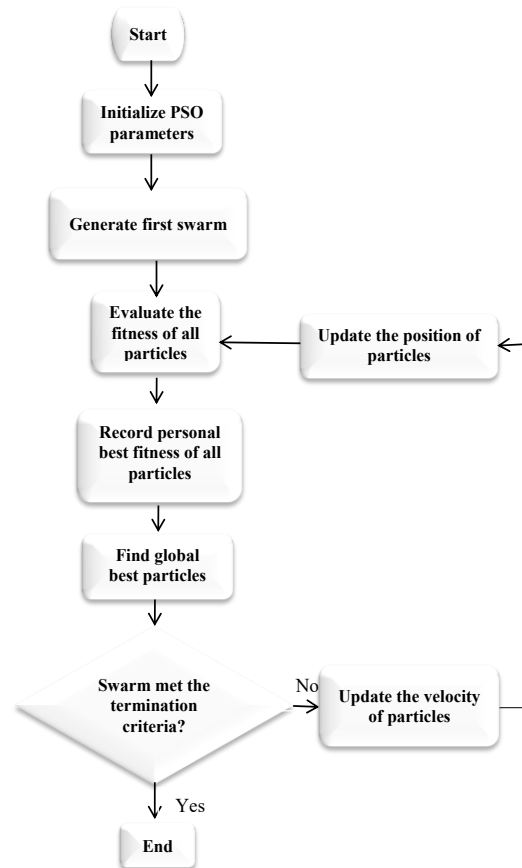 Start
Initialize PSO
parameters
Generate first swarm
Evaluate the
fitness of all
particles
Update the position of
particles
Record personal
best fitness of all
particles
Find global
best particles
Swarm met the
termination
criteria?
No
Update the velocity
of particles
Yes
End